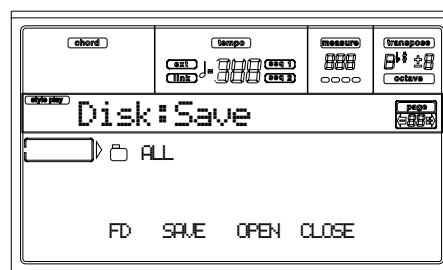 chord tempo measure transpose
ext link seq 1 seq 2 octave
style play Disk:Save page
ALL
FD SAVE OPEN CLOSE